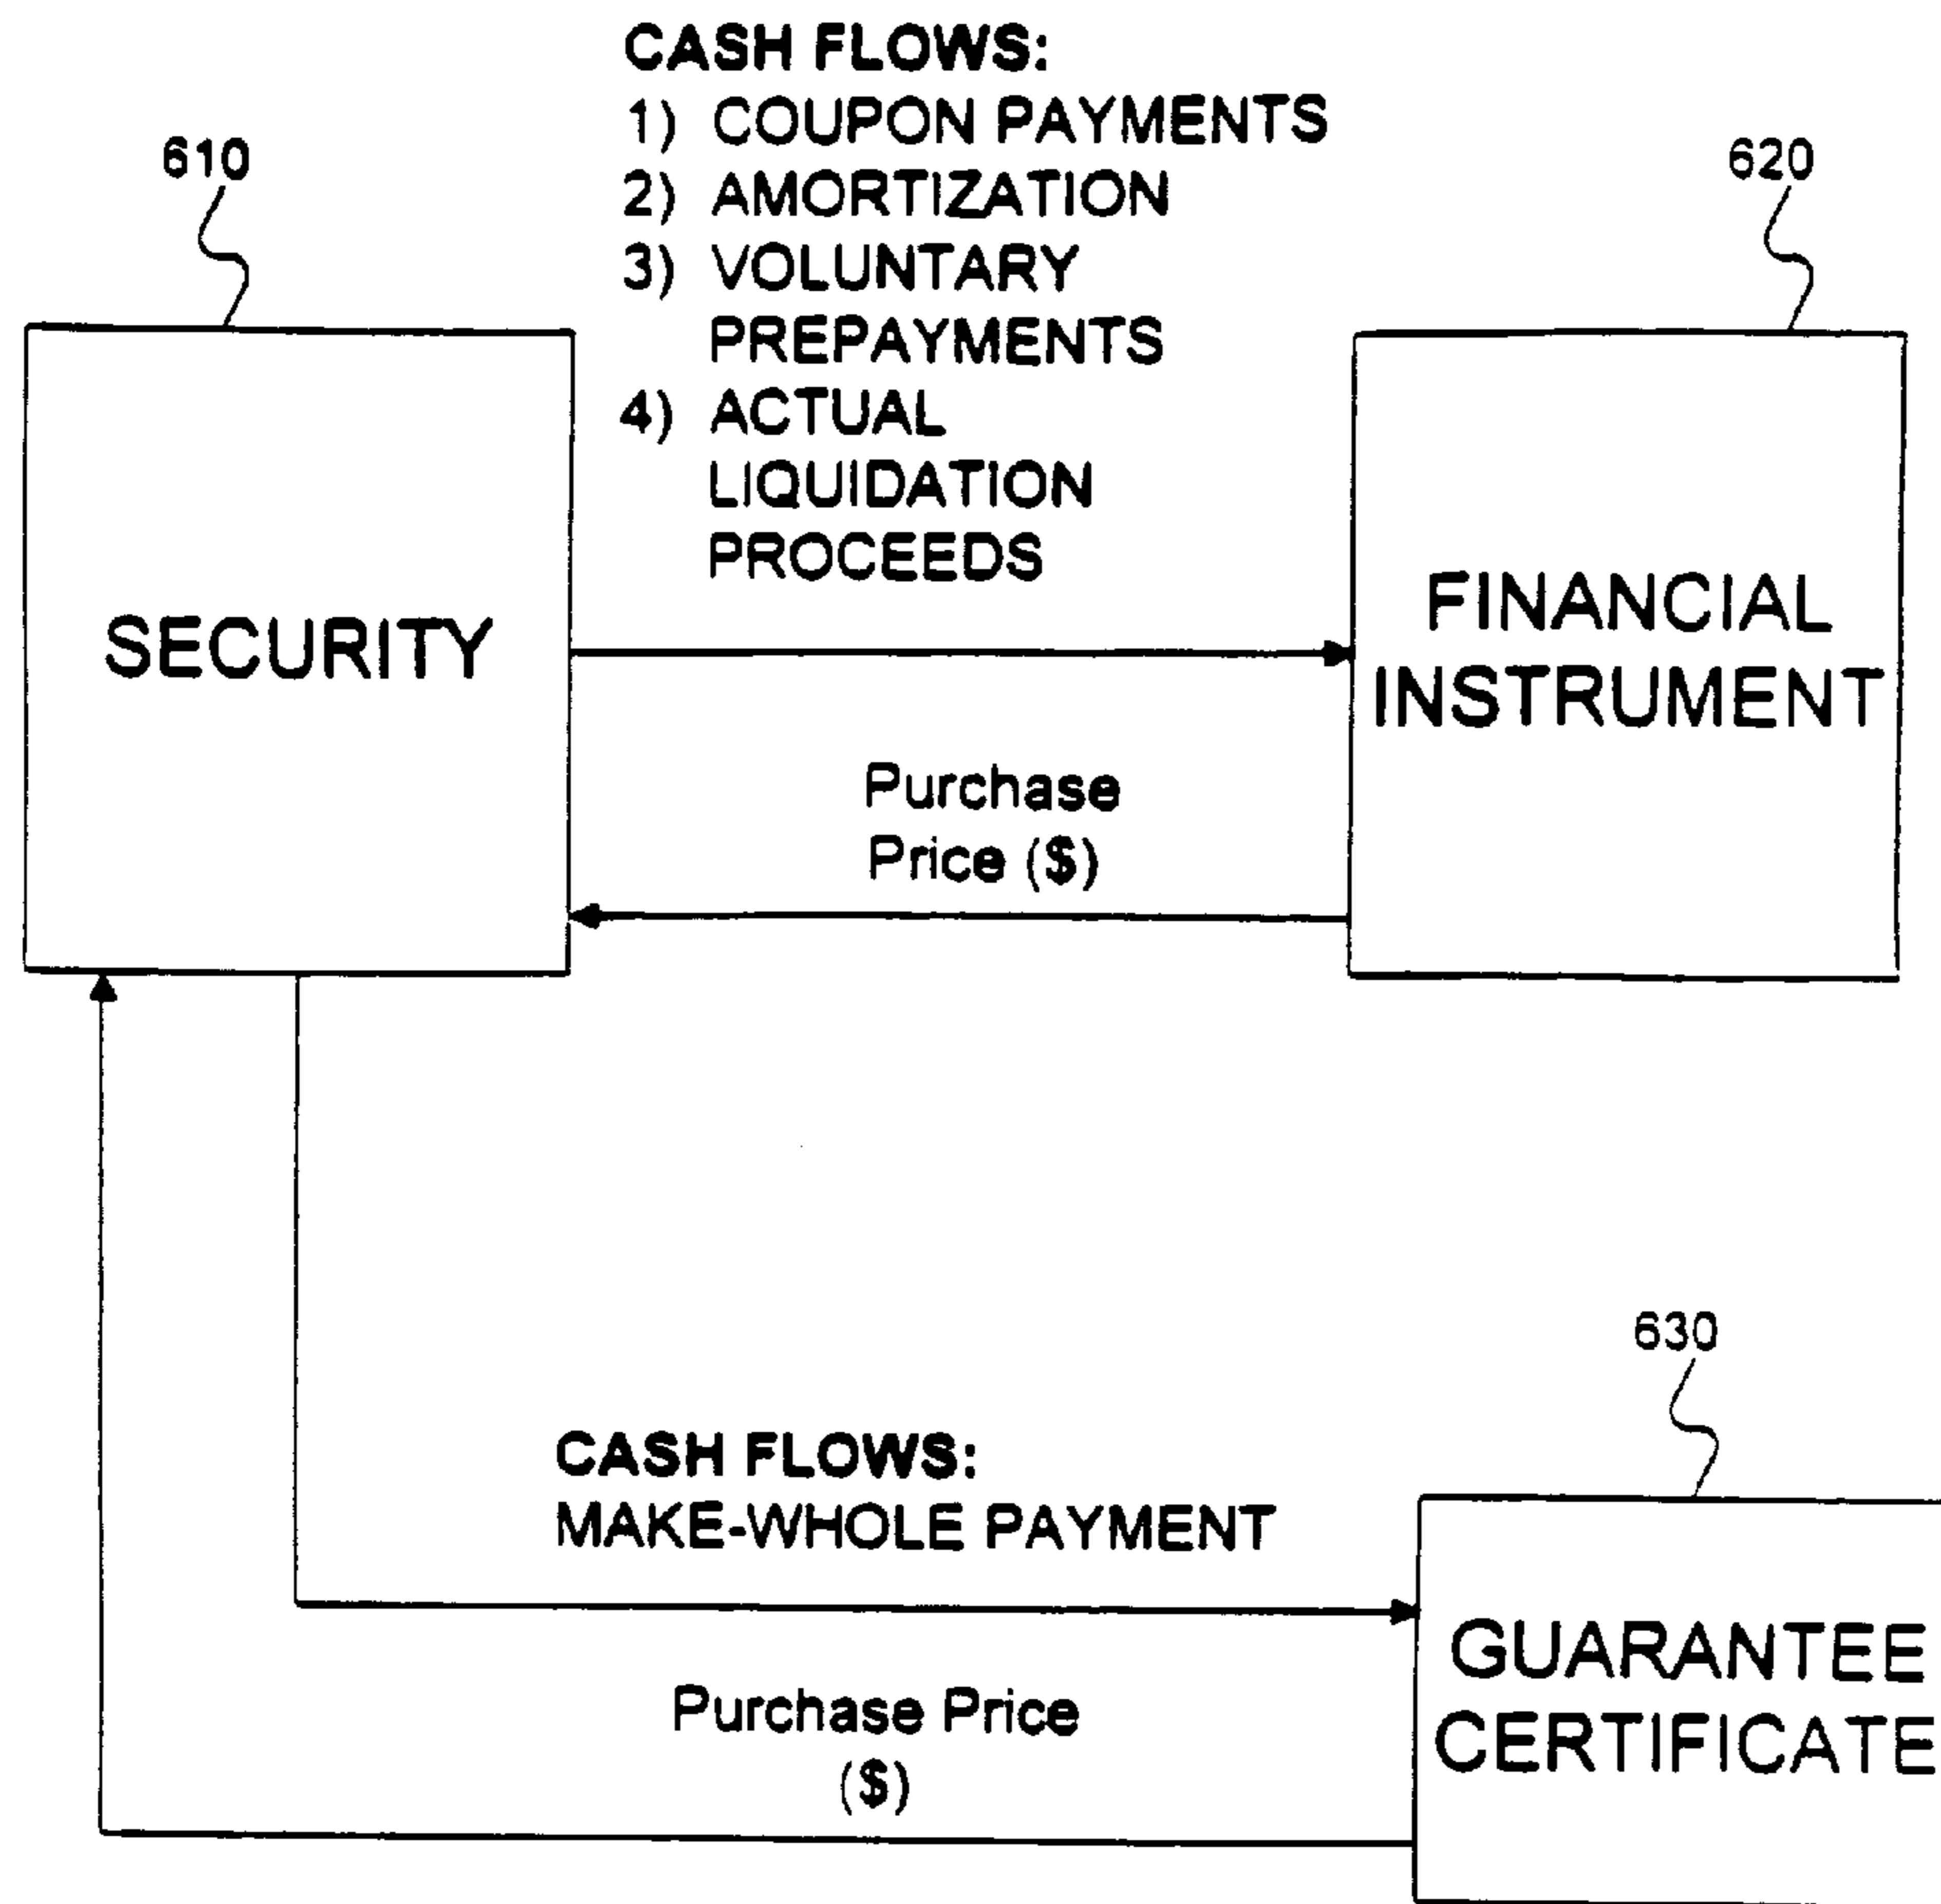 CASH FLOWS:
1) COUPON PAYMENTS
2) AMORTIZATION
3) VOLUNTARY
PREPAYMENTS
4) ACTUAL
LIQUIDATION
PROCEEDS
610
620
SECURITY
FINANCIAL
INSTRUMENT
Purchase
Price ($)
630
CASH FLOWS:
MAKE-WHOLE PAYMENT
GUARANTEE
CERTIFICATE
Purchase Price
($)